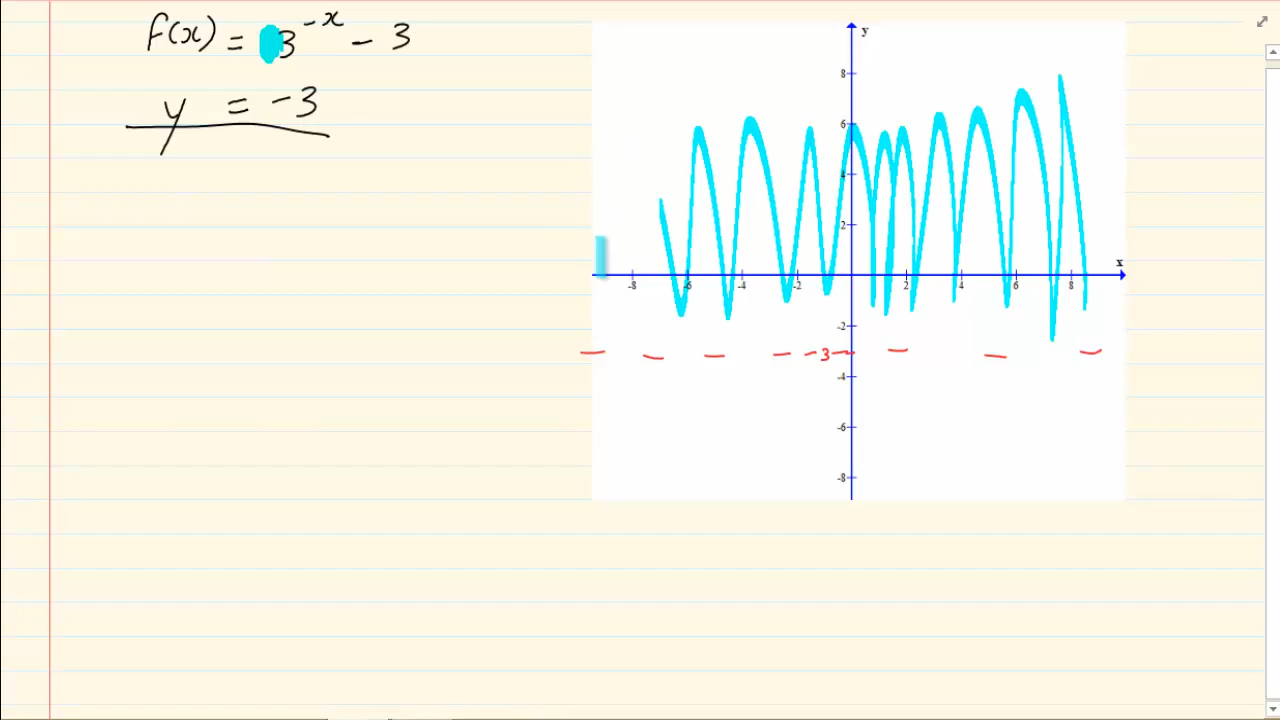 f(x) = 3^{-x} - 3
y = -3
y
8
6
4
2
x
-8 -6 -4 -2 2 4 6 8
-2
-3
-4
-6
-8